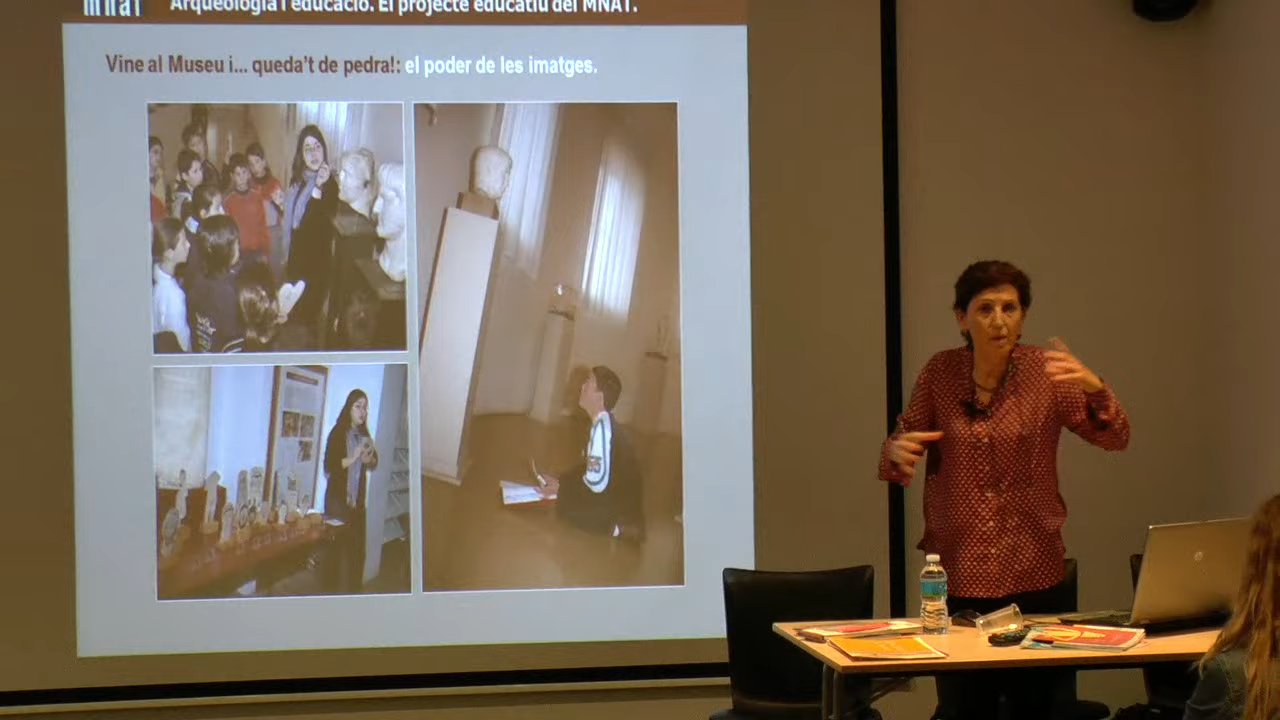 mnat
Arqueologia i educació. El projecte educatiu del MNAT.
Vine al Museu i... queda't de pedra!: el poder de les imatges.
hp